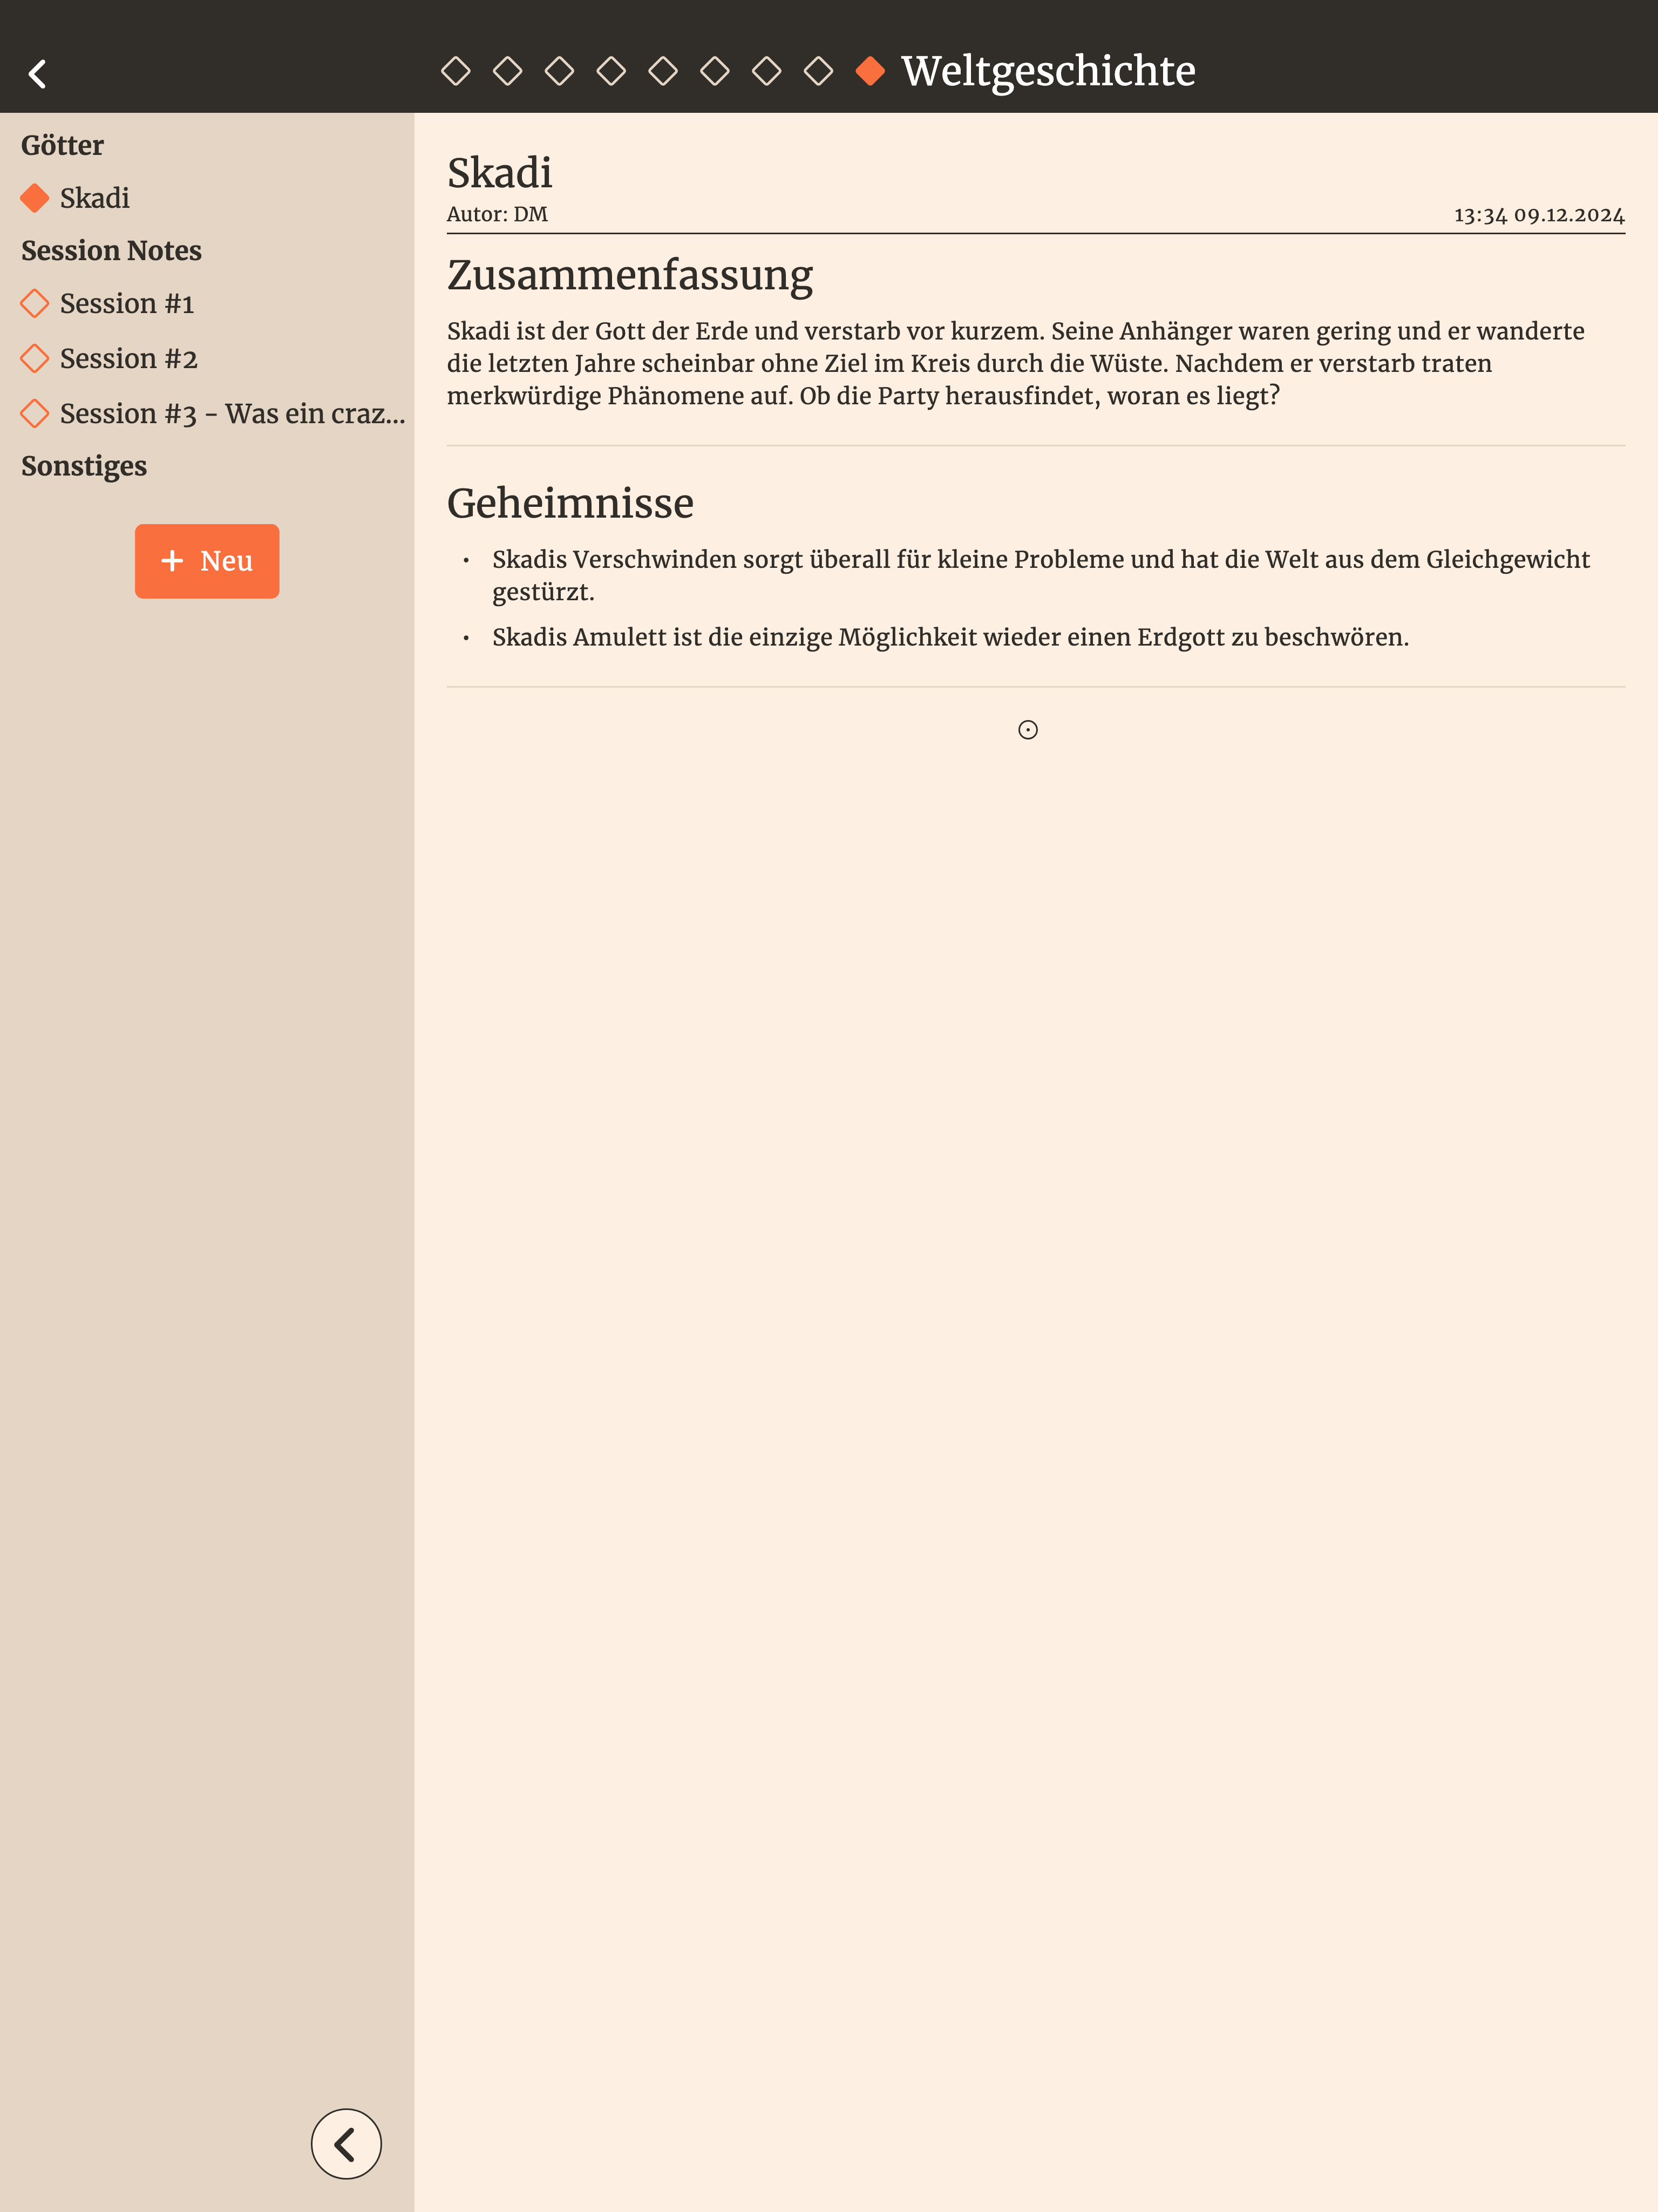 Weltgeschichte
Götter
Skadi
Session Notes
Session #1
Session #2
Session #3 - Was ein craz...
Sonstiges
+ Neu
Skadi
Autor: DM
13:34 09.12.2024
Zusammenfassung
Skadi ist der Gott der Erde und verstarb vor kurzem. Seine Anhänger waren gering und er wanderte
die letzten Jahre scheinbar ohne Ziel im Kreis durch die Wüste. Nachdem er verstarb traten
merkwürdige Phänomene auf. Ob die Party herausfindet, woran es liegt?
Geheimnisse
• Skadis Verschwinden sorgt überall für kleine Probleme und hat die Welt aus dem Gleichgewicht
gestürzt.
• Skadis Amulett ist die einzige Möglichkeit wieder einen Erdgott zu beschwören.